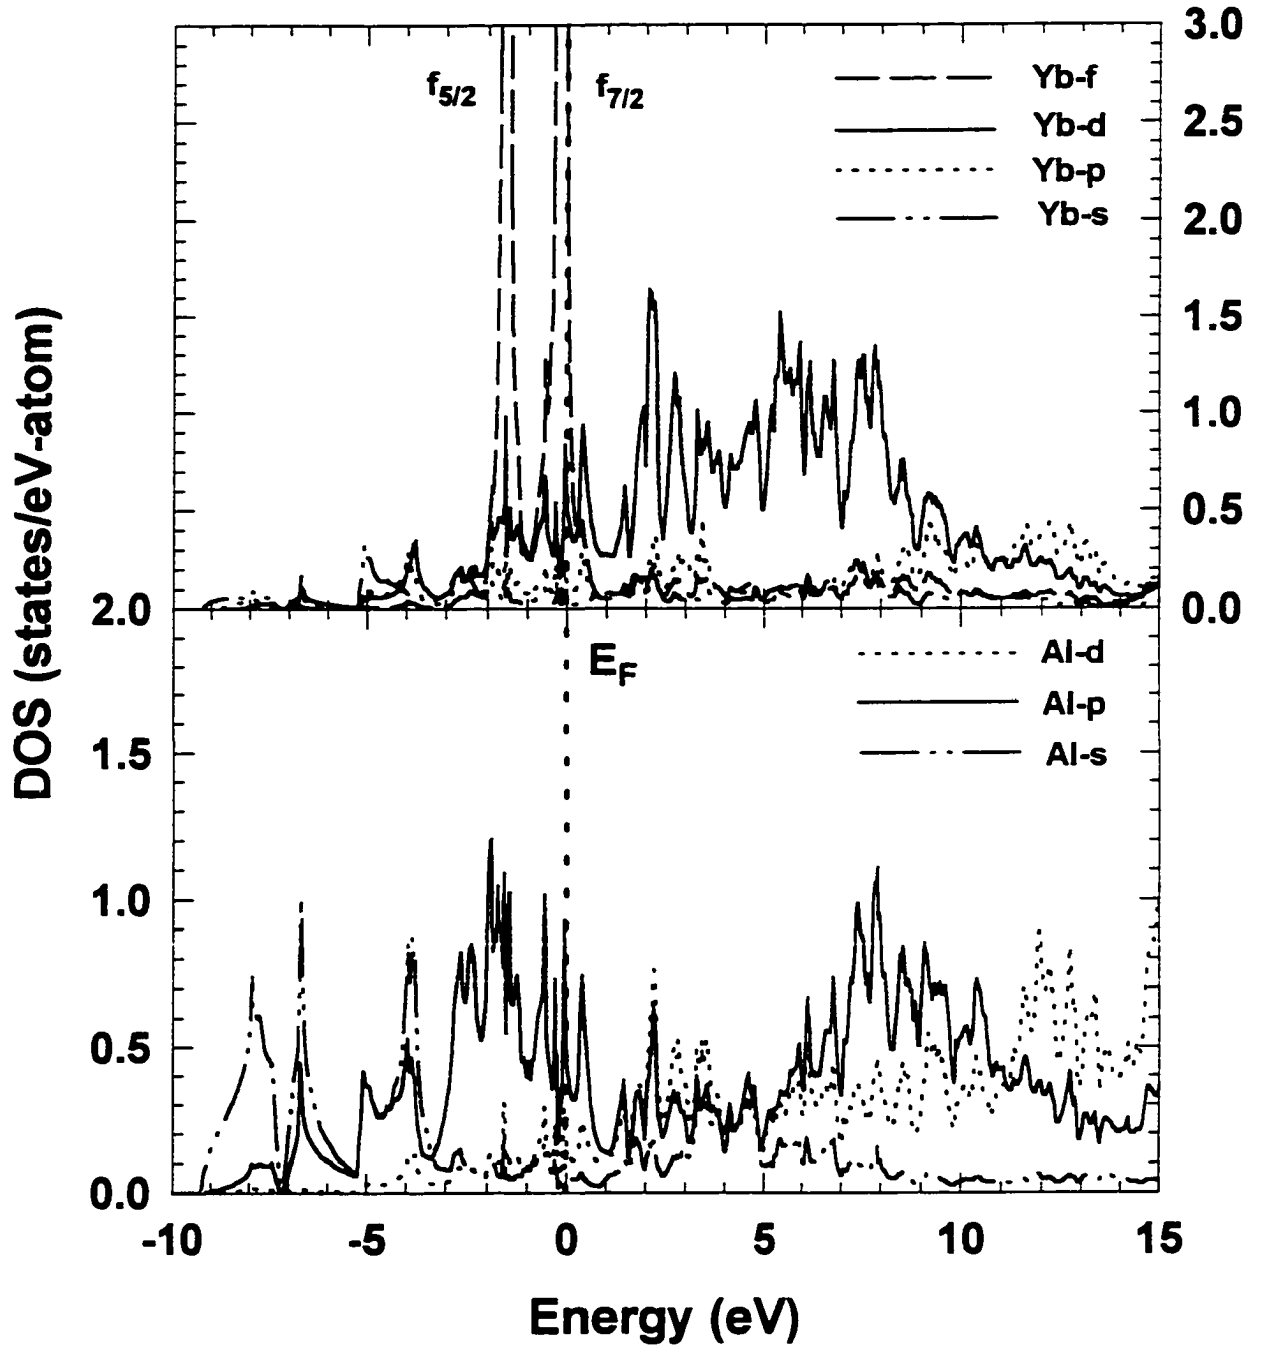 3.0
f5/2
f7/2
Yb-f
2.5
Yb-d
Yb-p
2.0
Yb-s
1.5
1.0
0.5
2.0
0.0
DOS (states/eV-atom)
EF
Al-d
Al-p
1.5
Al-s
1.0
0.5
0.0
-10 -5 0 5 10 15
Energy (eV)